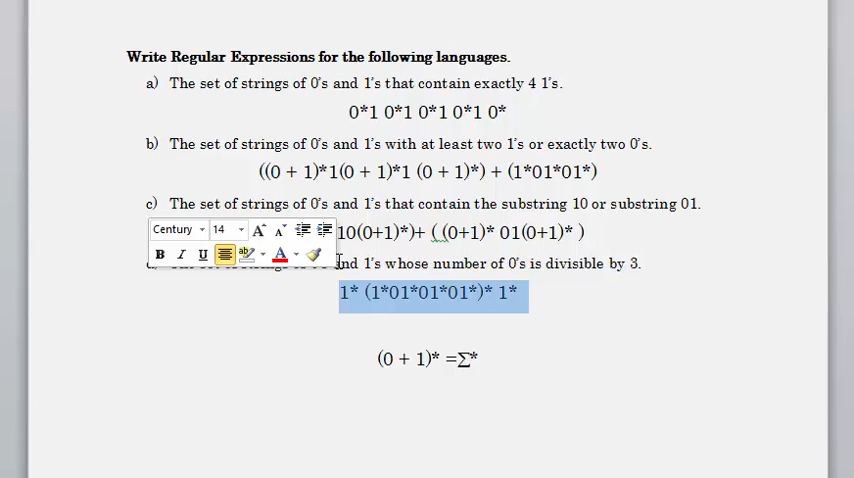 Write Regular Expressions for the following languages.
a) The set of strings of 0's and 1's that contain exactly 4 1's.
0*1 0*1 0*1 0*1 0*
b) The set of strings of 0's and 1's with at least two 1's or exactly two 0's.
((0 + 1)*1(0 + 1)*1 (0 + 1)*) + (1*01*01*)
c) The set of strings of 0's and 1's that contain the substring 10 or substring 01.
Century 14
10(0+1)*)+ ( (0+1)* 01(0+1)* )
B I U ab A
and 1's whose number of 0's is divisible by 3.
1* (1*01*01*01*)* 1*
(0 + 1)* =Σ*